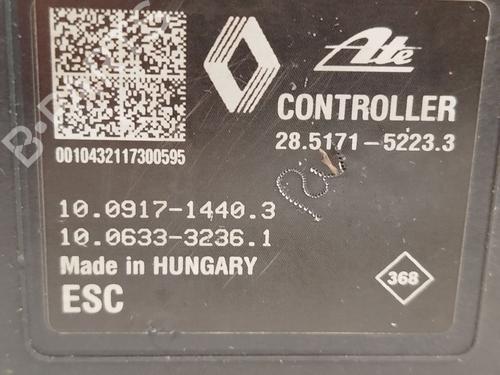 Ate
CONTROLLER
28.5171-5223.3
0010432117300595
10.0917-1440.3
10.0633-3236.1
Made in HUNGARY
ESC
368